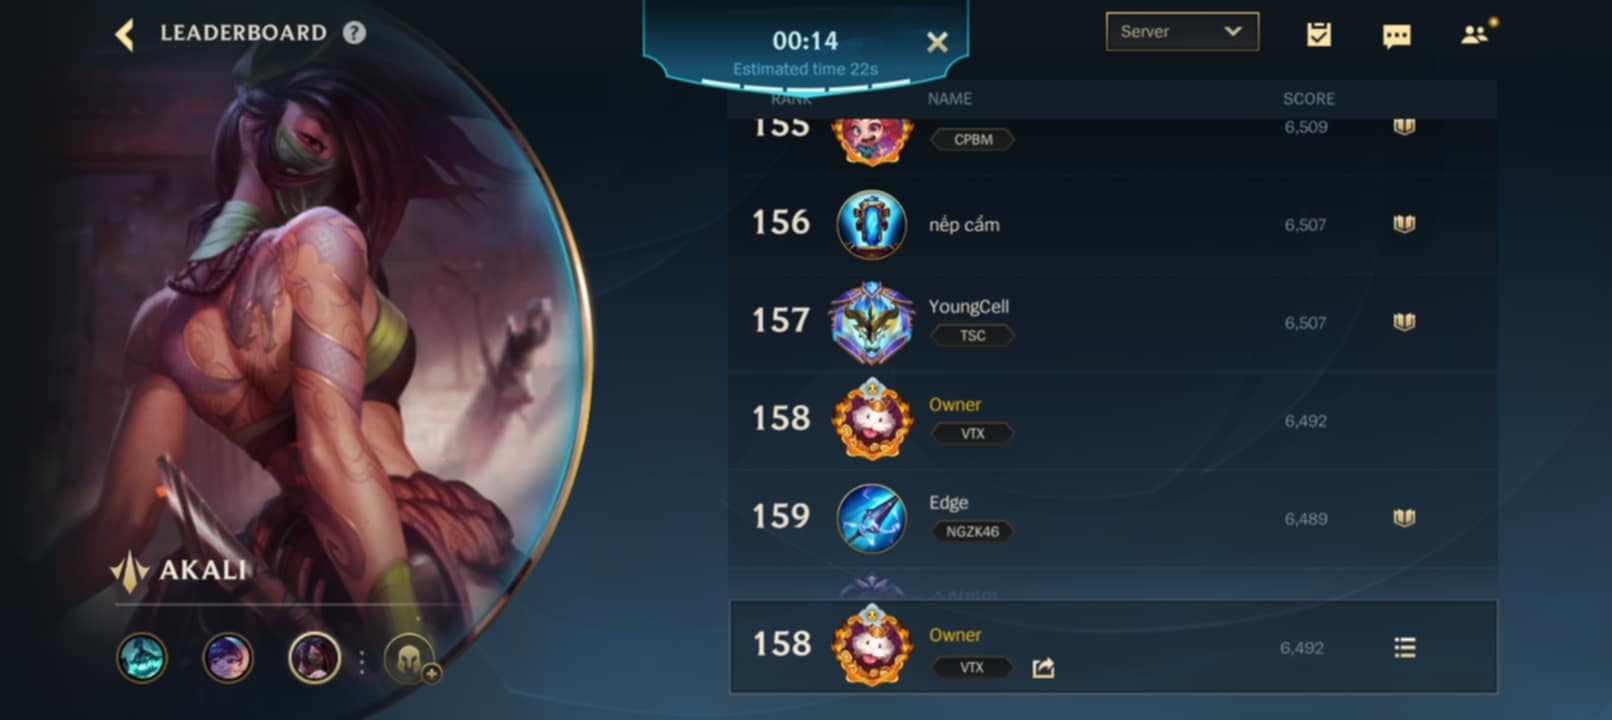 LEADERBOARD ?
00:14
Estimated time 22s
Server
RANK NAME SCORE
155 CPBM 6,509
156 nếp cẩm 6,507
157 YoungCell 6,507
TSC
158 Owner 6,492
VTX
159 Edge 6,489
NGZK46
AKALI
158 Owner 6,492
VTX